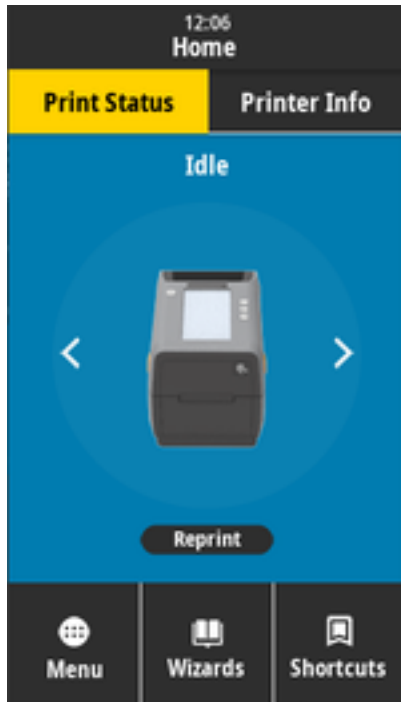 12:06
Home
Print Status
Printer Info
Idle
Reprint
Menu
Wizards
Shortcuts